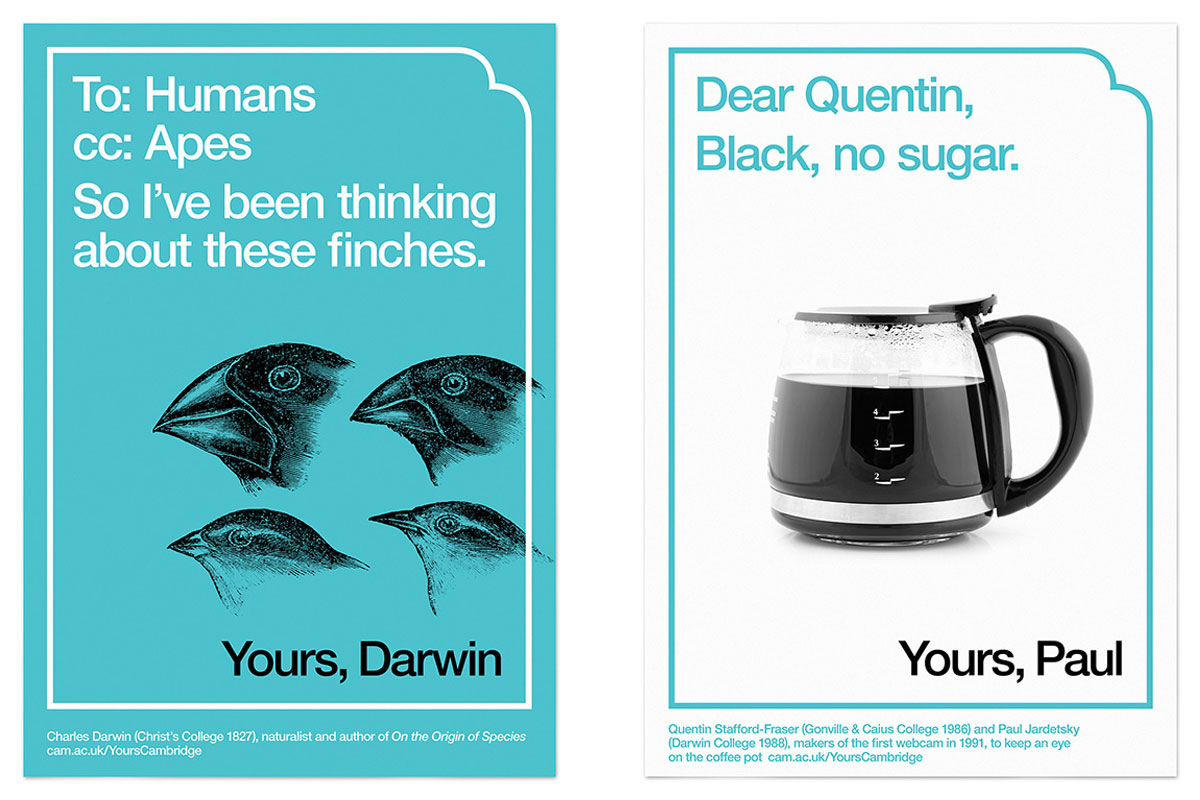 To: Humans
cc: Apes
So I’ve been thinking
about these finches.
Yours, Darwin
Charles Darwin (Christ’s College 1827), naturalist and author of On the Origin of Species
cam.ac.uk/YoursCambridge
Dear Quentin,
Black, no sugar.
4
3
2
Yours, Paul
Quentin Stafford-Fraser (Gonville & Caius College 1986) and Paul Jardetsky
(Darwin College 1988), makers of the first webcam in 1991, to keep an eye
on the coffee pot cam.ac.uk/YoursCambridge